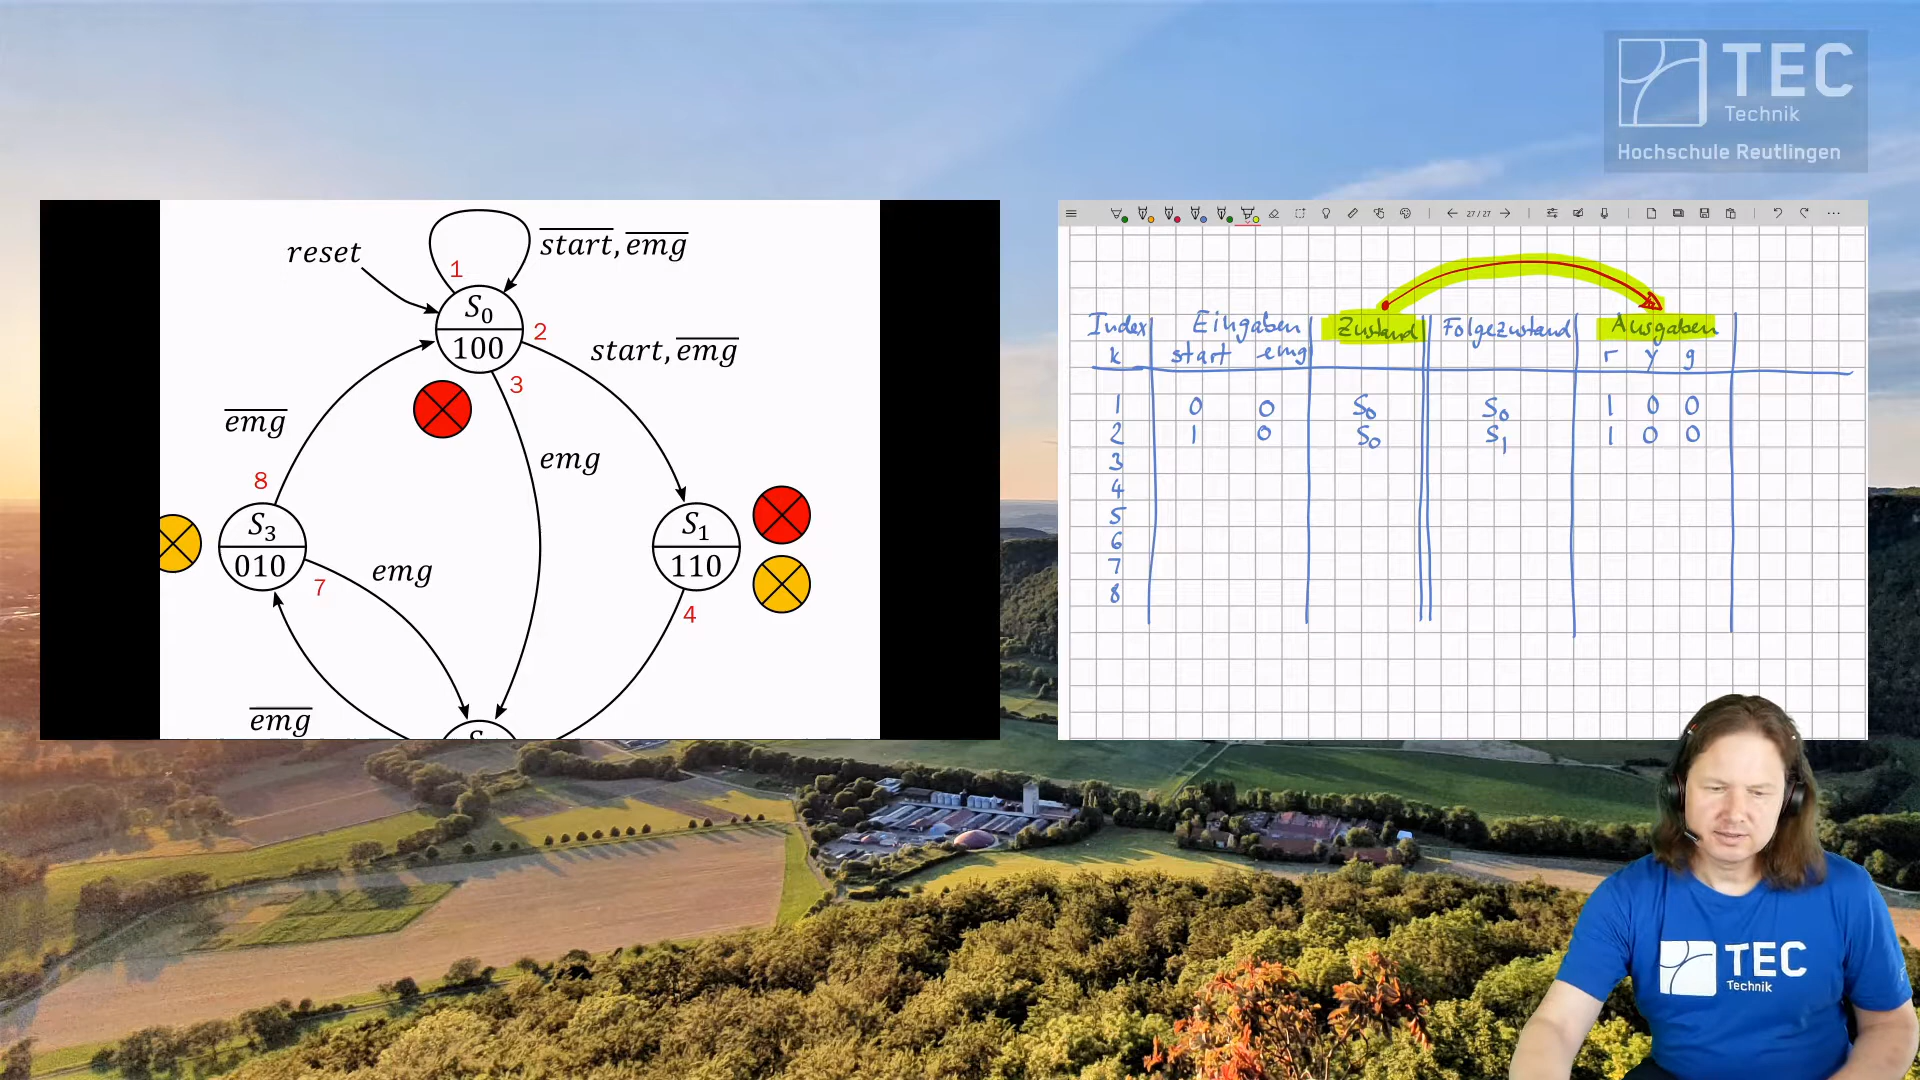 TEC
Technik
Hochschule Reutlingen
reset
1
start, emg
S0
100
2
start, emg
3
emg
emg
8
S3
010
7
emg
S1
110
4
emg
27/27
Index Eingaben Zustand Folgezustand Ausgaben
k start emg r y g
1 0 0 S0 S0 1 0 0
2 1 0 S0 S1 1 0 0
3
4
5
6
7
8
TEC
Technik